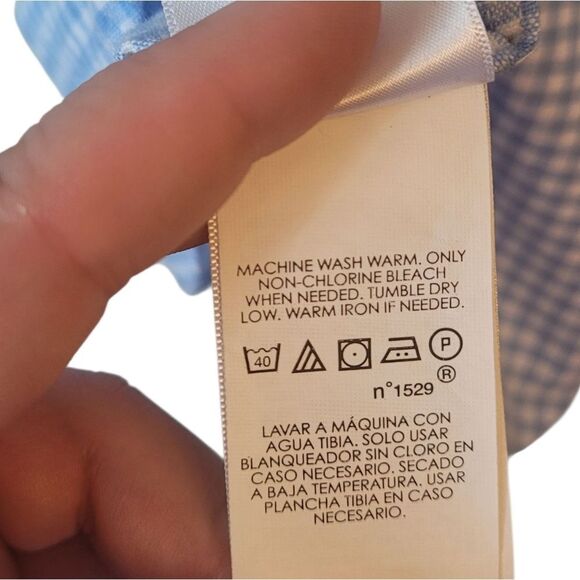 MACHINE WASH WARM. ONLY
NON-CHLORINE BLEACH
WHEN NEEDED. TUMBLE DRY
LOW. WARM IRON IF NEEDED.
40 P
n°1529 ®
LAVAR A MÁQUINA CON
AGUA TIBIA. SOLO USAR
BLANQUEADOR SIN CLORO EN
CASO NECESARIO. SECADO
A BAJA TEMPERATURA. USAR
PLANCHA TIBIA EN CASO
NECESARIO.